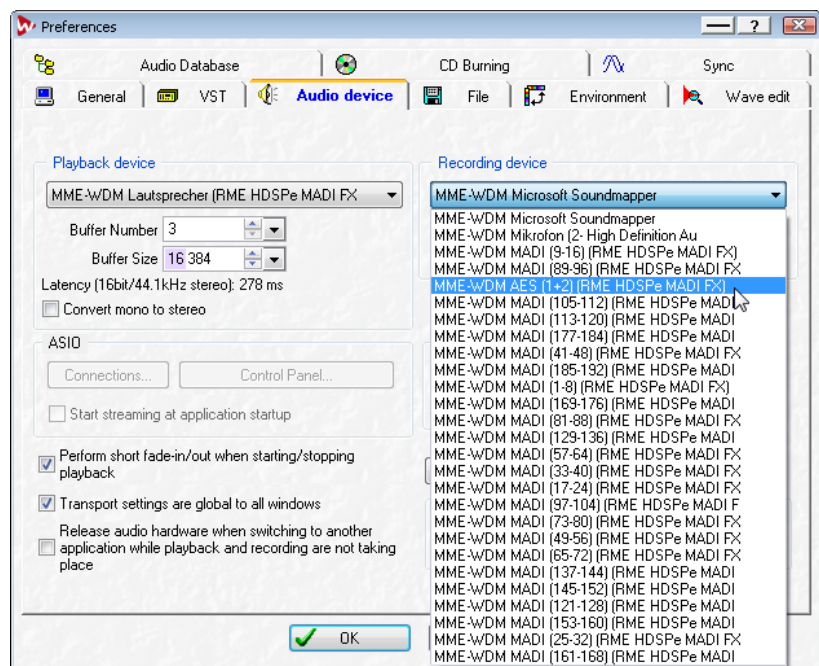 Preferences
?
Audio Database
CD Burning
Sync
General
VST
Audio device
File
Environment
Wave edit
Playback device
MME-WDM Lautsprecher (RME HDSPe MADI FX
Buffer Number 3
Buffer Size 16 384
Latency (16bit/44.1kHz stereo): 278 ms
Convert mono to stereo
ASIO
Connections...
Control Panel...
Start streaming at application startup
Perform short fade-in/out when starting/stopping
playback
Transport settings are global to all windows
Release audio hardware when switching to another
application while playback and recording are not taking
place
OK
Recording device
MME-WDM Microsoft Soundmapper
MME-WDM Microsoft Soundmapper
MME-WDM Mikrofon (2- High Definition Au
MME-WDM MADI (9-16) (RME HDSPe MADI FX)
MME-WDM MADI (89-96) (RME HDSPe MADI FX
MME-WDM AES (1+2) (RME HDSPe MADI FX)
MME-WDM MADI (105-112) (RME HDSPe MADI
MME-WDM MADI (113-120) (RME HDSPe MADI
MME-WDM MADI (177-184) (RME HDSPe MADI
MME-WDM MADI (41-48) (RME HDSPe MADI FX
MME-WDM MADI (185-192) (RME HDSPe MADI
MME-WDM MADI (1-8) (RME HDSPe MADI FX)
MME-WDM MADI (169-176) (RME HDSPe MADI
MME-WDM MADI (81-88) (RME HDSPe MADI FX
MME-WDM MADI (129-136) (RME HDSPe MADI
MME-WDM MADI (57-64) (RME HDSPe MADI FX
MME-WDM MADI (33-40) (RME HDSPe MADI FX
MME-WDM MADI (17-24) (RME HDSPe MADI FX
MME-WDM MADI (97-104) (RME HDSPe MADI F
MME-WDM MADI (73-80) (RME HDSPe MADI FX
MME-WDM MADI (49-56) (RME HDSPe MADI FX
MME-WDM MADI (65-72) (RME HDSPe MADI FX
MME-WDM MADI (137-144) (RME HDSPe MADI
MME-WDM MADI (145-152) (RME HDSPe MADI
MME-WDM MADI (121-128) (RME HDSPe MADI
MME-WDM MADI (153-160) (RME HDSPe MADI
MME-WDM MADI (25-32) (RME HDSPe MADI FX
MME-WDM MADI (161-168) (RME HDSPe MADI